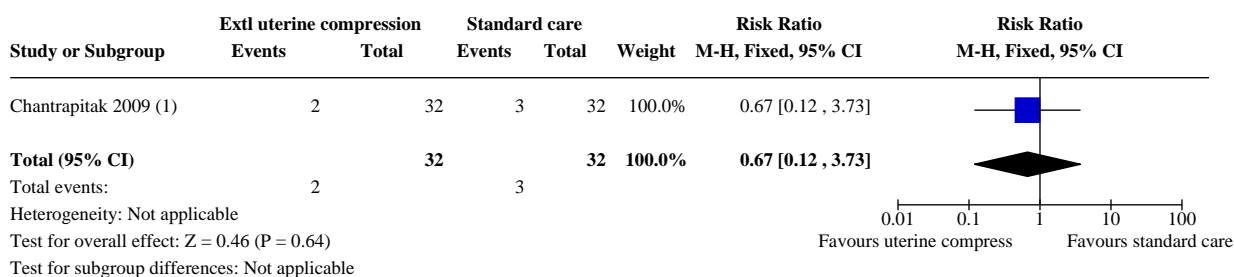 Extl uterine compression Standard care Risk Ratio Risk Ratio
Study or Subgroup Events Total Events Total Weight M-H, Fixed, 95% CI M-H, Fixed, 95% CI
Chantrapitak 2009 (1) 2 32 3 32 100.0% 0.67 [0.12 , 3.73]
Total (95% CI) 32 32 100.0% 0.67 [0.12 , 3.73]
Total events: 2 3
Heterogeneity: Not applicable
0.01 0.1 1 10 100
Test for overall effect: Z = 0.46 (P = 0.64)
Favours uterine compress Favours standard care
Test for subgroup differences: Not applicable